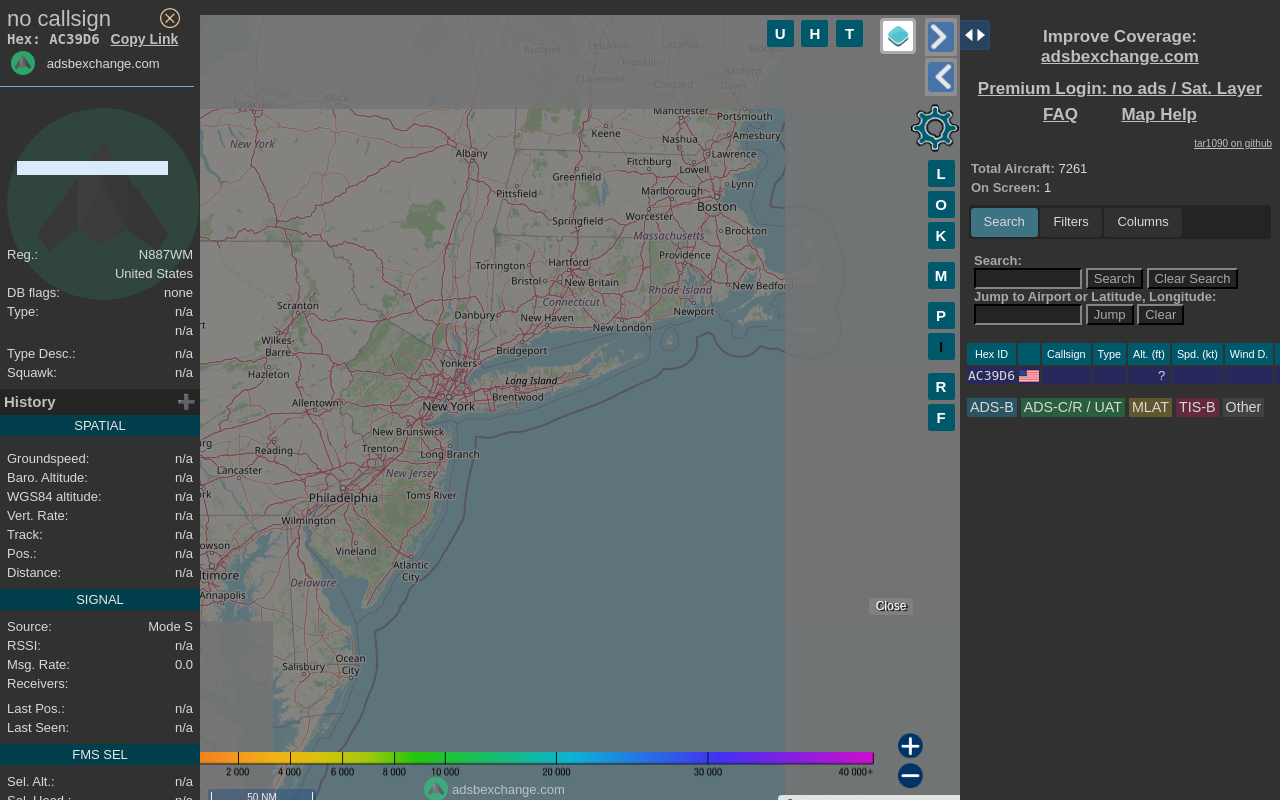 no callsign
Hex: AC39D6 Copy Link
adsbexchange.com
Reg.: N887WM
United States
DB flags: none
Type: n/a
n/a
Type Desc.: n/a
Squawk: n/a
History
SPATIAL
Groundspeed: n/a
Baro. Altitude: n/a
WGS84 altitude: n/a
Vert. Rate: n/a
Track: n/a
Pos.: n/a
Distance: n/a
SIGNAL
Source: Mode S
RSSI: n/a
Msg. Rate: 0.0
Receivers:
Last Pos.: n/a
Last Seen: n/a
FMS SEL
Sel. Alt.: n/a
U H T
L
O
K
M
P
I
R
F
Rutland
Lebanon
Laconia
Franklin
Claremont
Concord
Sanford
Dover
Syracuse
Utica
Manchester
Portsmouth
New York
Keene
Nashua
Amesbury
Albany
Fitchburg
Lawrence
Lowell
Greenfield
Pittsfield
Marlborough
Lynn
Boston
Worcester
Springfield
Brockton
Massachusetts
Providence
Torrington
Hartford
Bristol
New Britain
Rhode Island
New Bedford
Connecticut
Scranton
Danbury
New Haven
New London
Newport
Wilkes-
Barre
Bridgeport
Yonkers
Hazleton
Long Island
Allentown
Brentwood
New York
New Brunswick
Reading
Trenton
Long Branch
Lancaster
New Jersey
Philadelphia
Toms River
Wilmington
Vineland
Atlantic
City
Delaware
Annapolis
Ocean
City
Salisbury
Close
2 000 4 000 6 000 8 000 10 000 20 000 30 000 40 000+
adsbexchange.com
50 NM
Improve Coverage:
adsbexchange.com
Premium Login: no ads / Sat. Layer
FAQ Map Help
tar1090 on github
Total Aircraft: 7261
On Screen: 1
Search Filters Columns
Search:
Search Clear Search
Jump to Airport or Latitude, Longitude:
Jump Clear
Hex ID Callsign Type Alt. (ft) Spd. (kt) Wind D.
AC39D6 ?
ADS-B ADS-C/R / UAT MLAT TIS-B Other